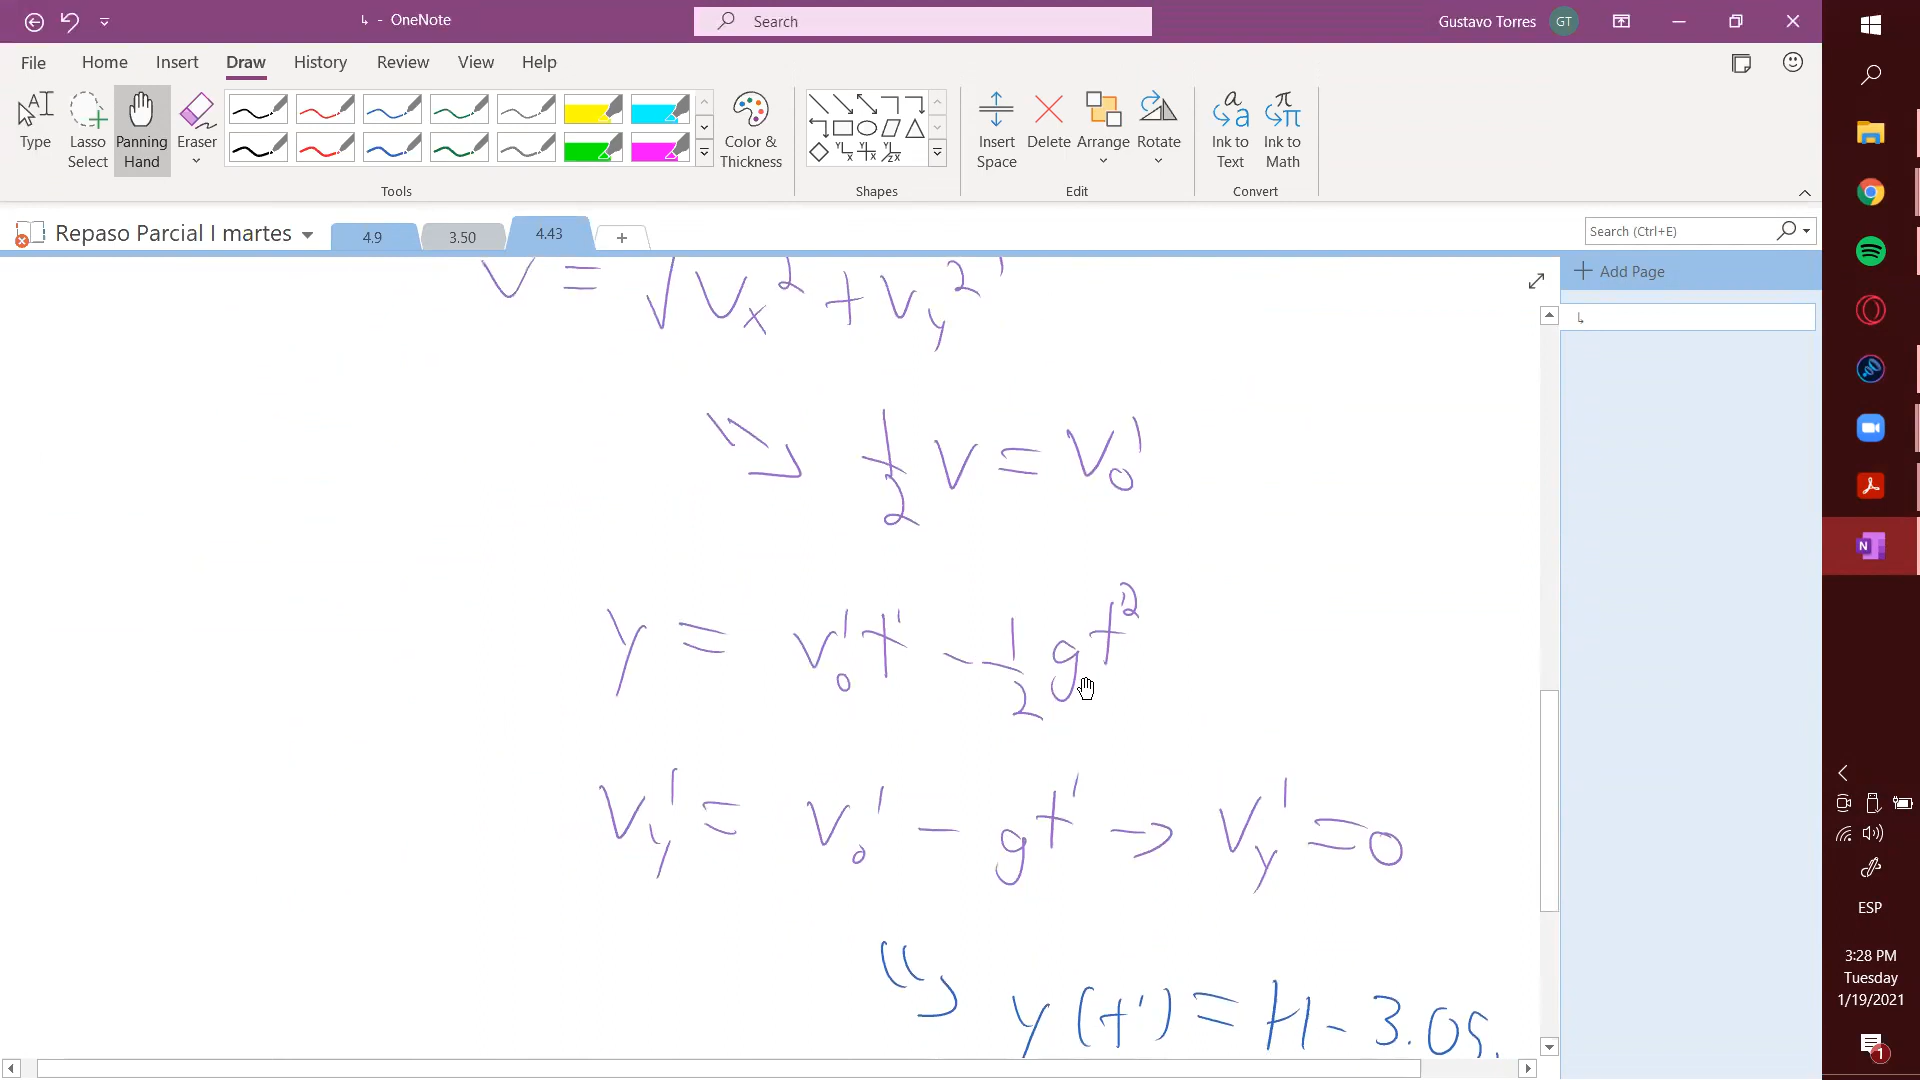 ↳ - OneNote
Search
Gustavo Torres
GT
File Home Insert Draw History Review View Help
Type
Lasso Select
Panning Hand
Eraser
Color & Thickness
Insert Space
Delete
Arrange
Rotate
Ink to Text
Ink to Math
Tools
Shapes
Edit
Convert
Repaso Parcial I martes
4.9
3.50
4.43
Search (Ctrl+E)
Add Page
↳
V = √Vx² + Vy²
1/2 V = V₀'
y = v₀' t' - 1/2 g t²
Vy' = V₀' - g t' → Vy' = 0
y (t') = H - 3.05.
ESP
3:28 PM
Tuesday
1/19/2021
1